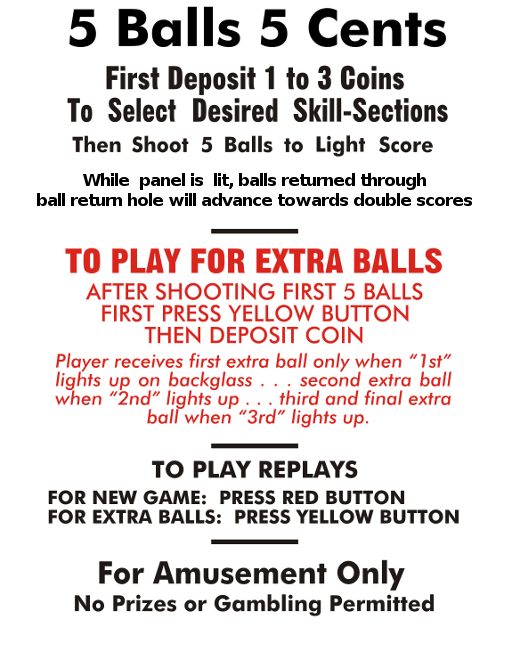 5 Balls 5 Cents
First Deposit 1 to 3 Coins
To Select Desired Skill-Sections
Then Shoot 5 Balls to Light Score
While panel is lit, balls returned through
ball return hole will advance towards double scores
TO PLAY FOR EXTRA BALLS
AFTER SHOOTING FIRST 5 BALLS
FIRST PRESS YELLOW BUTTON
THEN DEPOSIT COIN
Player receives first extra ball only when “1st”
lights up on backglass . . . second extra ball
when “2nd” lights up . . . third and final extra
ball when “3rd” lights up.
TO PLAY REPLAYS
FOR NEW GAME: PRESS RED BUTTON
FOR EXTRA BALLS: PRESS YELLOW BUTTON
For Amusement Only
No Prizes or Gambling Permitted